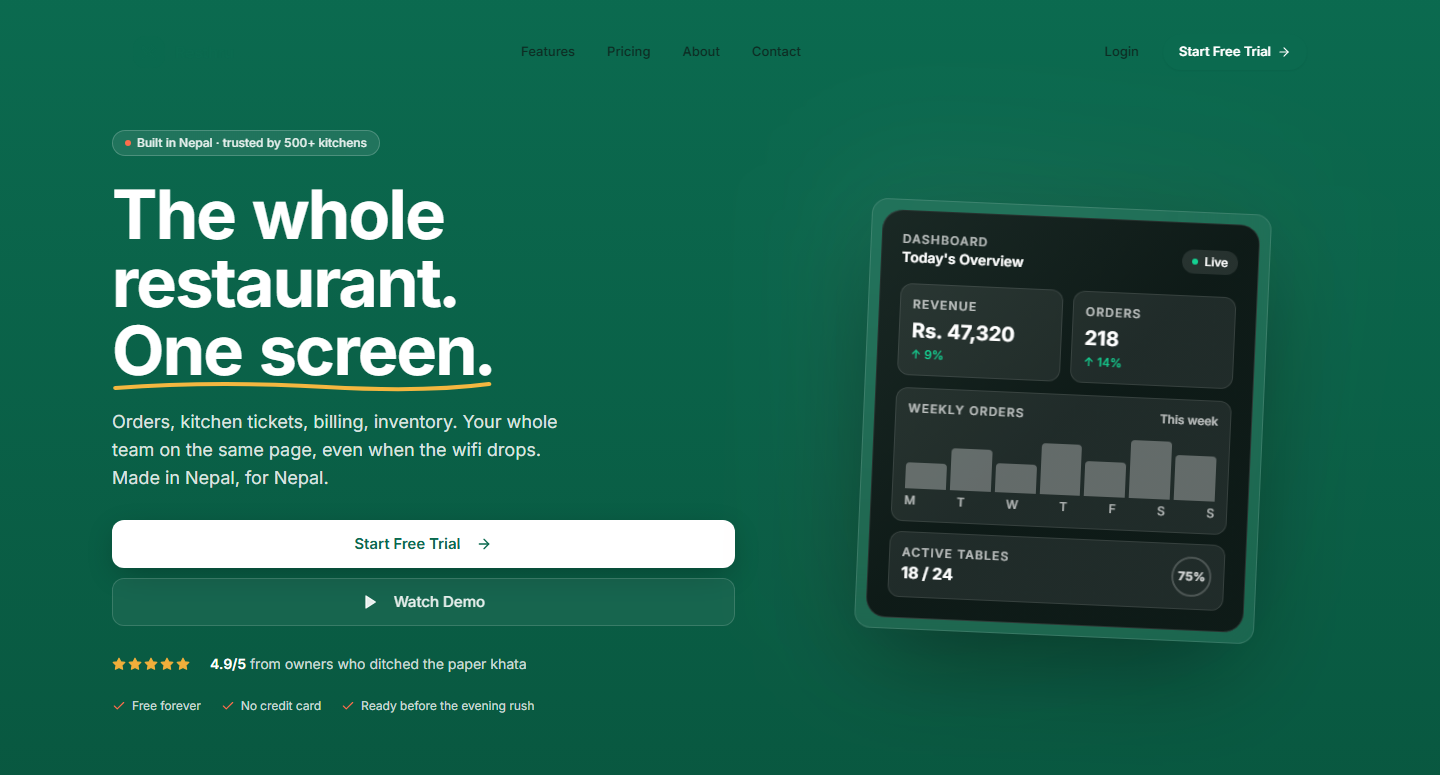 Features Pricing About Contact Login Start Free Trial →
Built in Nepal · trusted by 500+ kitchens
The whole
restaurant.
One screen.
Orders, kitchen tickets, billing, inventory. Your whole
team on the same page, even when the wifi drops.
Made in Nepal, for Nepal.
Start Free Trial →
Watch Demo
4.9/5 from owners who ditched the paper khata
Free forever No credit card Ready before the evening rush
DASHBOARD
Today's Overview
Live
REVENUE
Rs. 47,320
↑ 9%
ORDERS
218
↑ 14%
WEEKLY ORDERS
This week
M T W T F S S
ACTIVE TABLES
18 / 24
75%